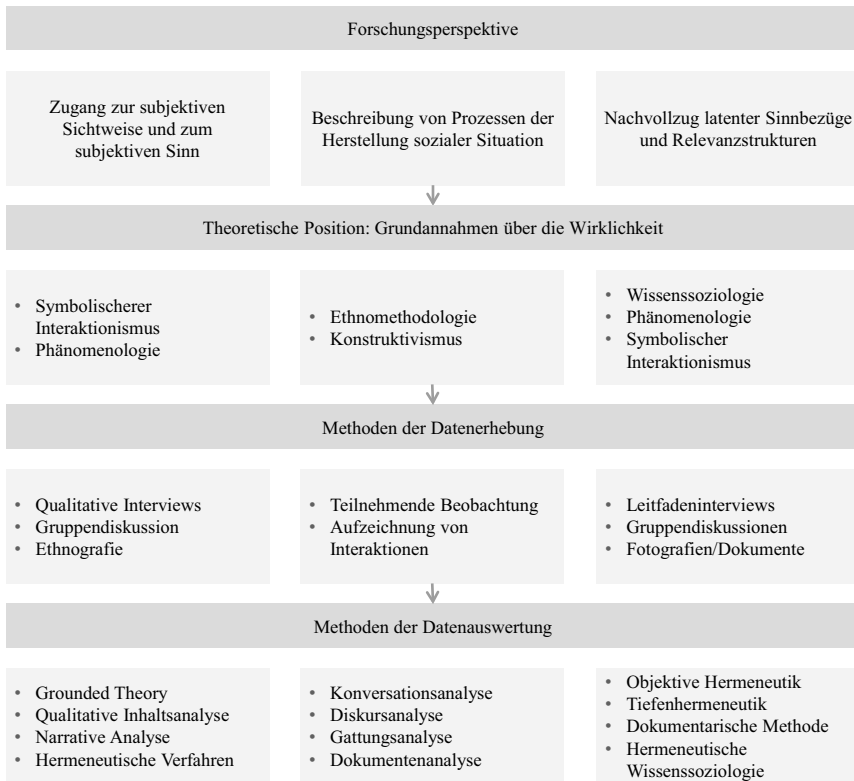 Forschungsperspektive
Zugang zur subjektiven
Sichtweise und zum
subjektiven Sinn
Beschreibung von Prozessen der
Herstellung sozialer Situation
Nachvollzug latenter Sinnbezüge
und Relevanzstrukturen
Theoretische Position: Grundannahmen über die Wirklichkeit
• Symbolischerer
Interaktionismus
• Phänomenologie
• Ethnomethodologie
• Konstruktivismus
• Wissenssoziologie
• Phänomenologie
• Symbolischer
Interaktionismus
Methoden der Datenerhebung
• Qualitative Interviews
• Gruppendiskussion
• Ethnografie
• Teilnehmende Beobachtung
• Aufzeichnung von
Interaktionen
• Leitfadeninterviews
• Gruppendiskussionen
• Fotografien/Dokumente
Methoden der Datenauswertung
• Grounded Theory
• Qualitative Inhaltsanalyse
• Narrative Analyse
• Hermeneutische Verfahren
• Konversationsanalyse
• Diskursanalyse
• Gattungsanalyse
• Dokumentenanalyse
• Objektive Hermeneutik
• Tiefenhermeneutik
• Dokumentarische Methode
• Hermeneutische
Wissenssoziologie